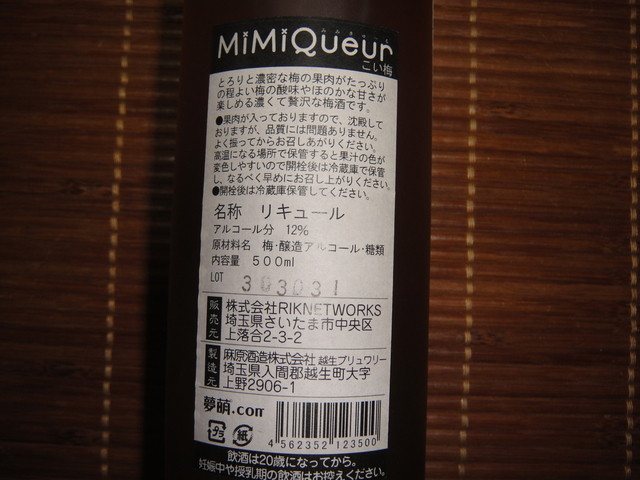 MiMiQueur
こい梅
とろりと濃密な梅の果肉がたっぷり
の程よい梅の酸味やほのかな甘さが
楽しめる濃くて贅沢な梅酒です。
●果肉が入っておりますので、沈殿して
おりますが、品質には問題ありません。
よく振ってからお召しあがりください。
高温になる場所で保管すると果汁の色が
変色しやすいので開栓後は冷蔵庫で保管
し、なるべく早めにお召し上がりください。
●開栓後は冷蔵庫保管してください。
名称 リキュール
アルコール分 12%
原材料名 梅・醸造アルコール・糖類
内容量 500ml
LOT 303031
販売元
株式会社RIKNETWORKS
埼玉県さいたま市中央区
上落合2-3-2
製造元
麻原酒造株式会社 越生ブリュワリー
埼玉県入間郡越生町大字
上野2906-1
夢萌.com
プラ 紙
4 562352 123500
飲酒は20歳になってから。
妊娠中や授乳期の飲酒はお控えください。